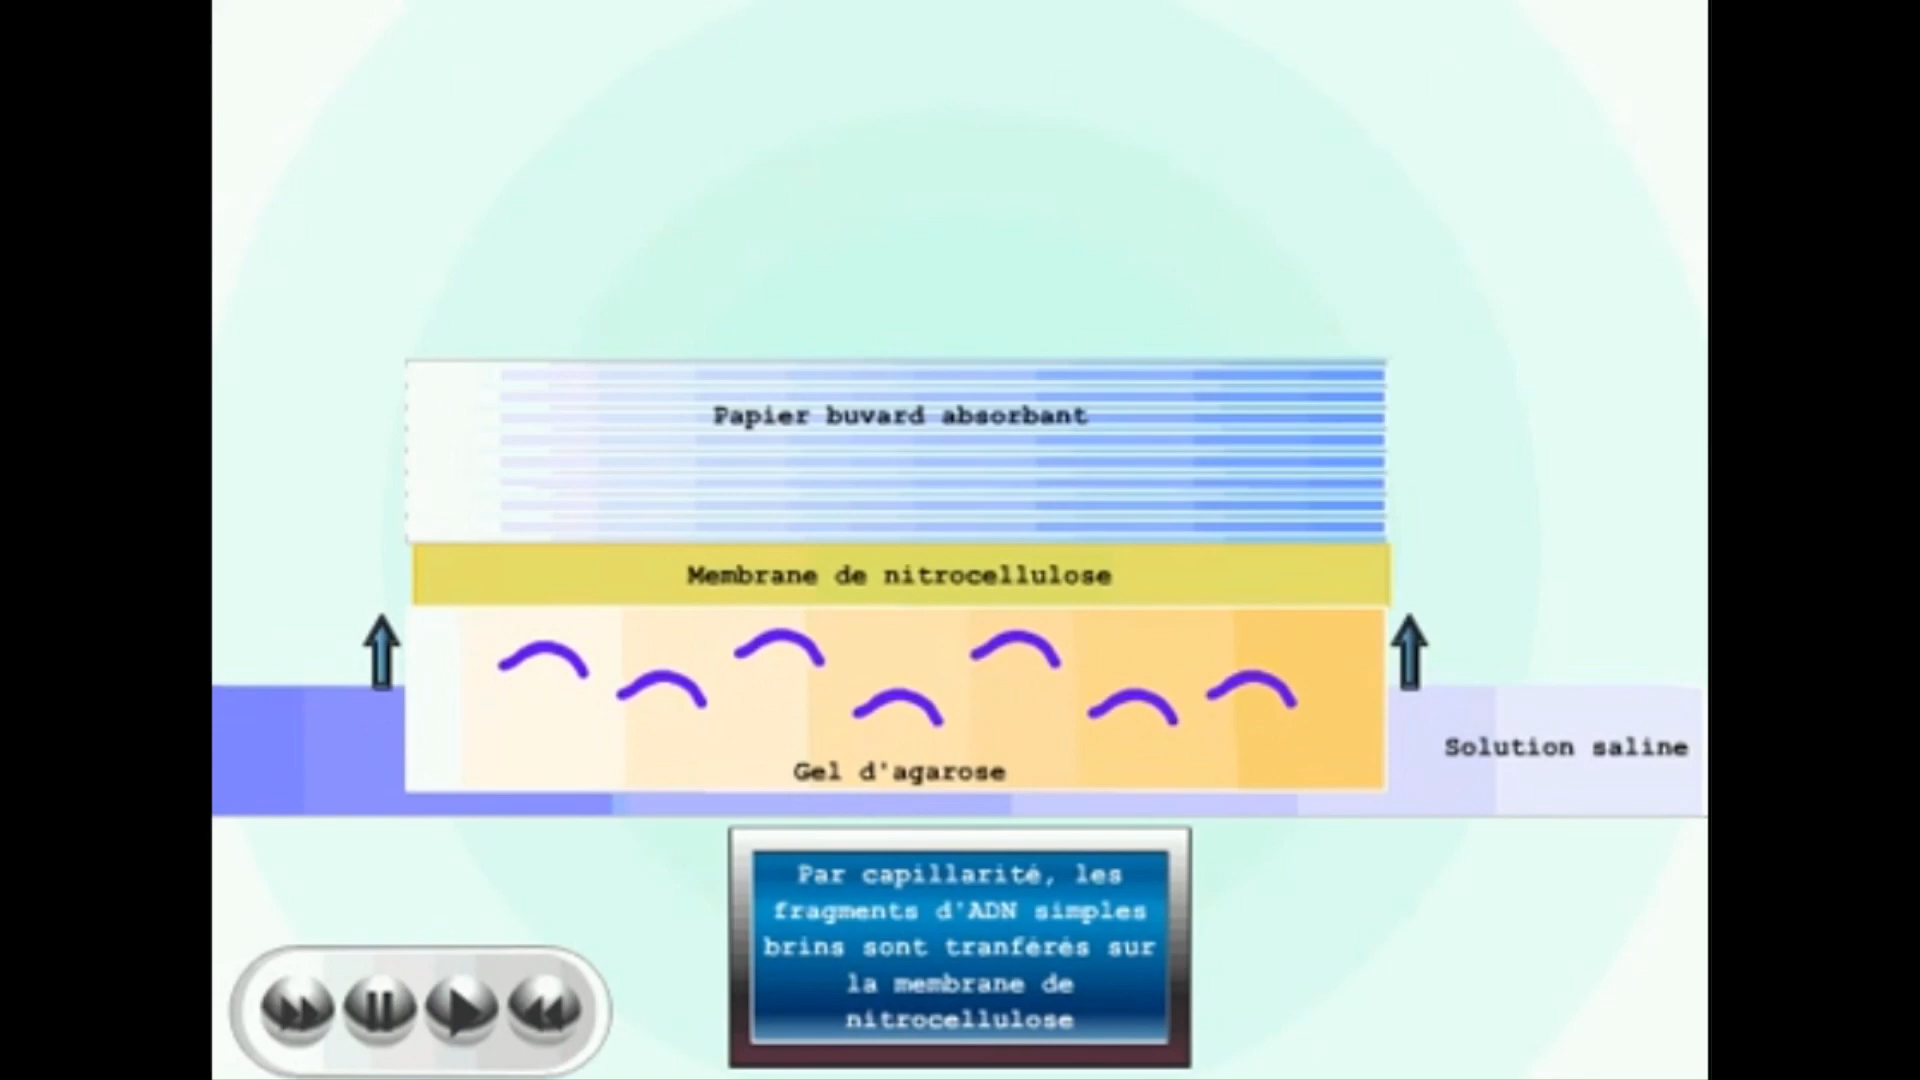 Papier buvard absorbant
Membrane de nitrocellulose
Gel d'agarose
Solution saline
Par capillarité, les
fragments d'ADN simples
brins sont tranférés sur
la membrane de
nitrocellulose